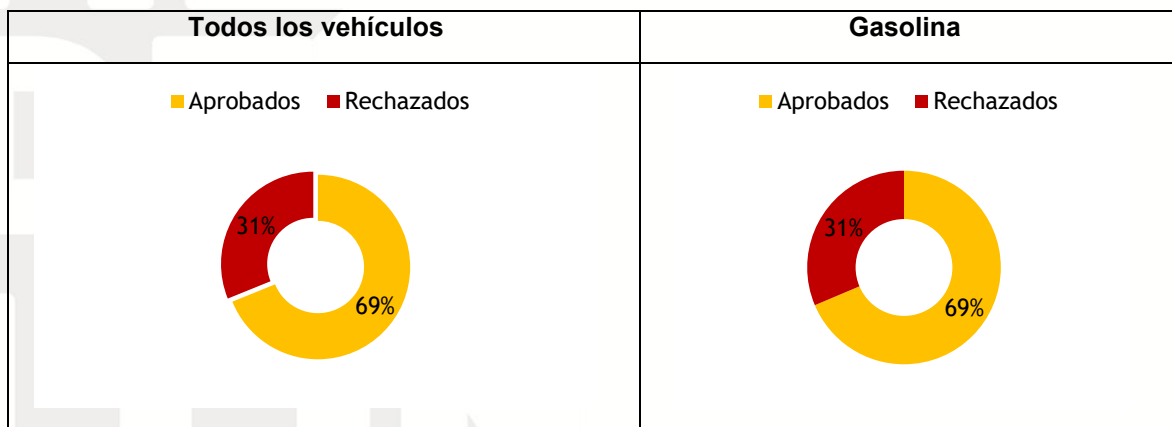 Todos los vehículos
Gasolina
Aprobados Rechazados
31%
69%
Aprobados Rechazados
31%
69%